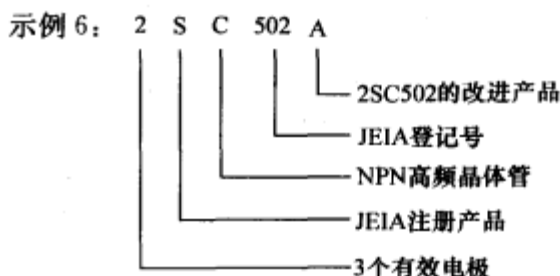 示例 6： 2 S C 502 A
2SC502的改进产品
JEIA登记号
NPN高频晶体管
JEIA注册产品
3个有效电极